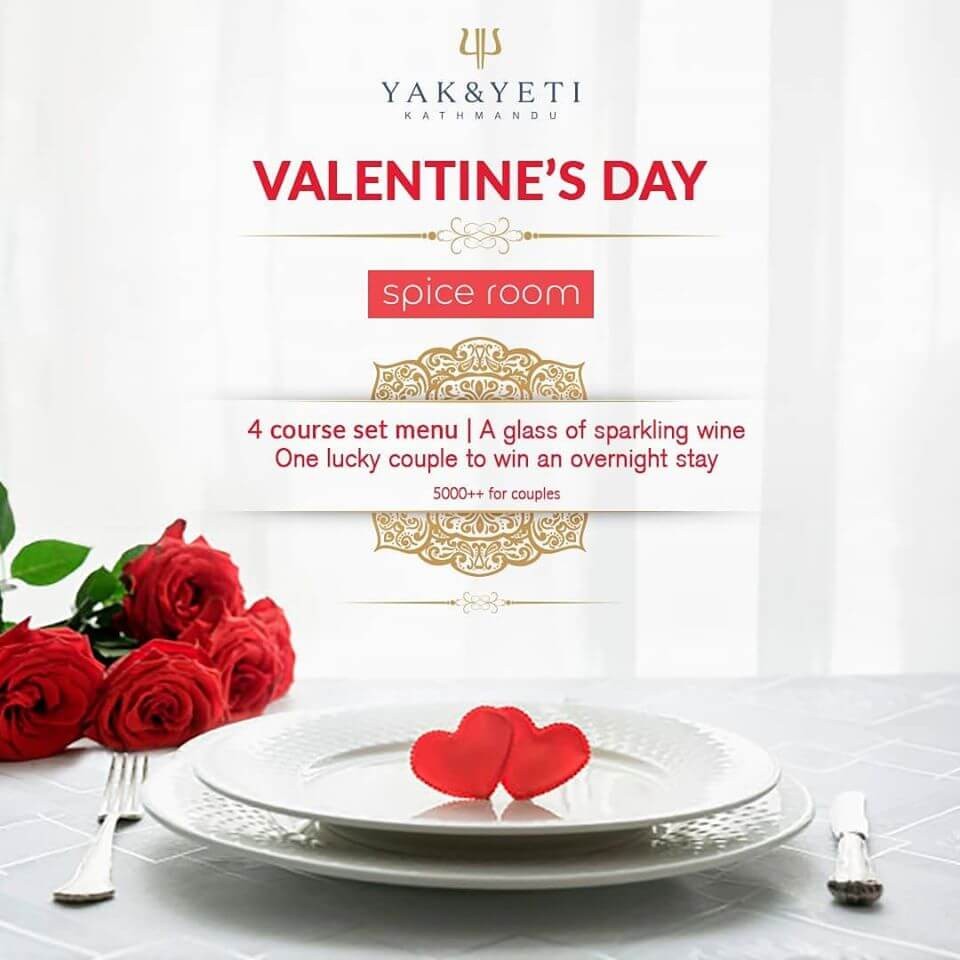 YAK&YETI
KATHMANDU
VALENTINE'S DAY
spice room
4 course set menu | A glass of sparkling wine
One lucky couple to win an overnight stay
5000++ for couples